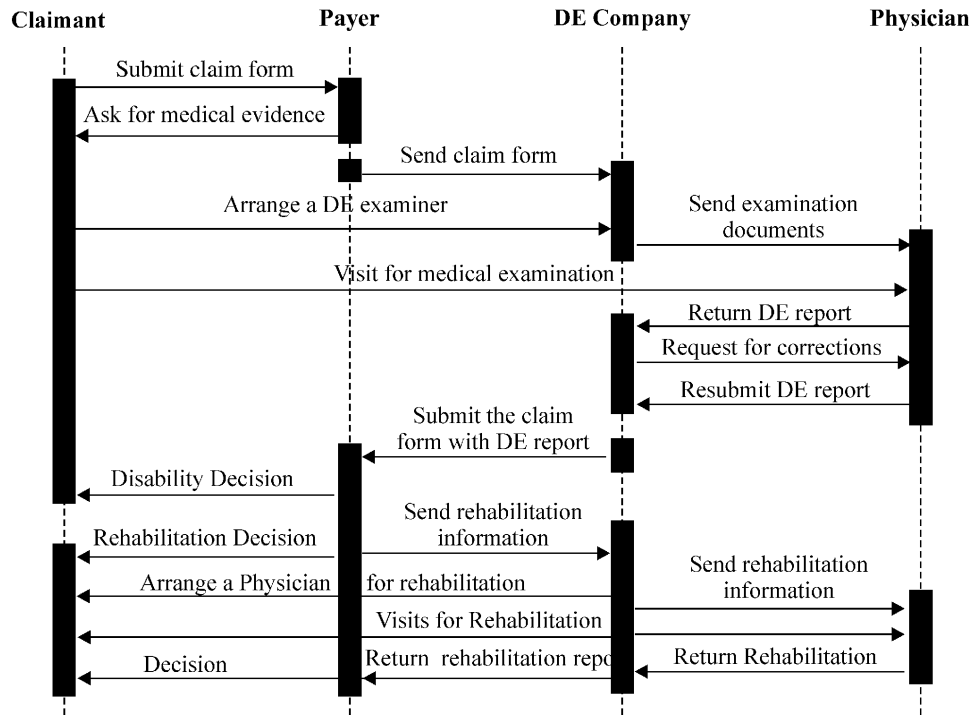 Claimant
Payer
DE Company
Physician
Submit claim form
Ask for medical evidence
Send claim form
Arrange a DE examiner
Send examination
documents
Visit for medical examination
Return DE report
Request for corrections
Resubmit DE report
Submit the claim
form with DE report
Disability Decision
Send rehabilitation
information
Rehabilitation Decision
Send rehabilitation
information
Arrange a Physician for rehabilitation
Visits for Rehabilitation
Decision
Return rehabilitation repo
Return Rehabilitation